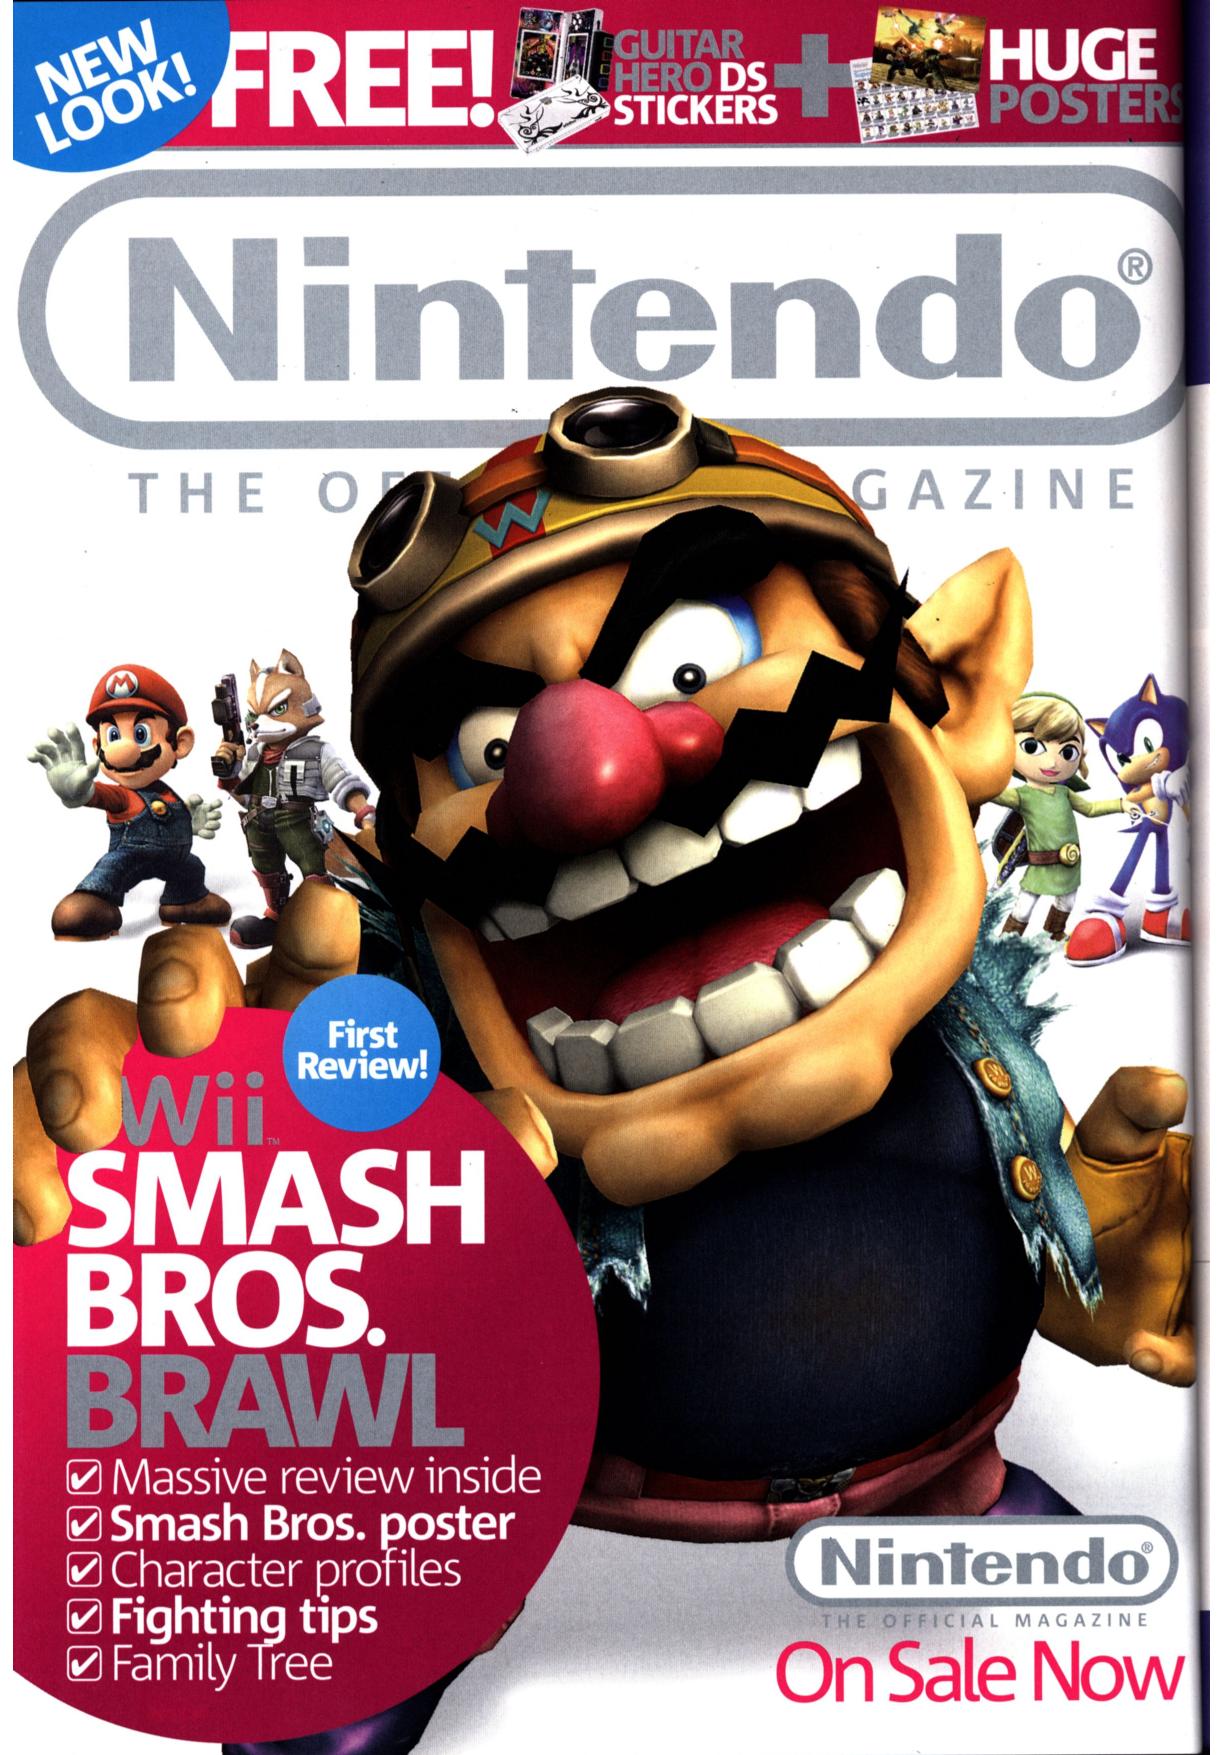 NEW
LOOK!
FREE!
GUITAR
HERO DS
STICKERS
+
HUGE
POSTERS
Nintendo®
THE OF GAZINE
M
W
First
Review!
Wii™
SMASH
BROS.
BRAWL
Massive review inside
Smash Bros. poster
Character profiles
Fighting tips
Family Tree
Nintendo®
THE OFFICIAL MAGAZINE
On Sale Now